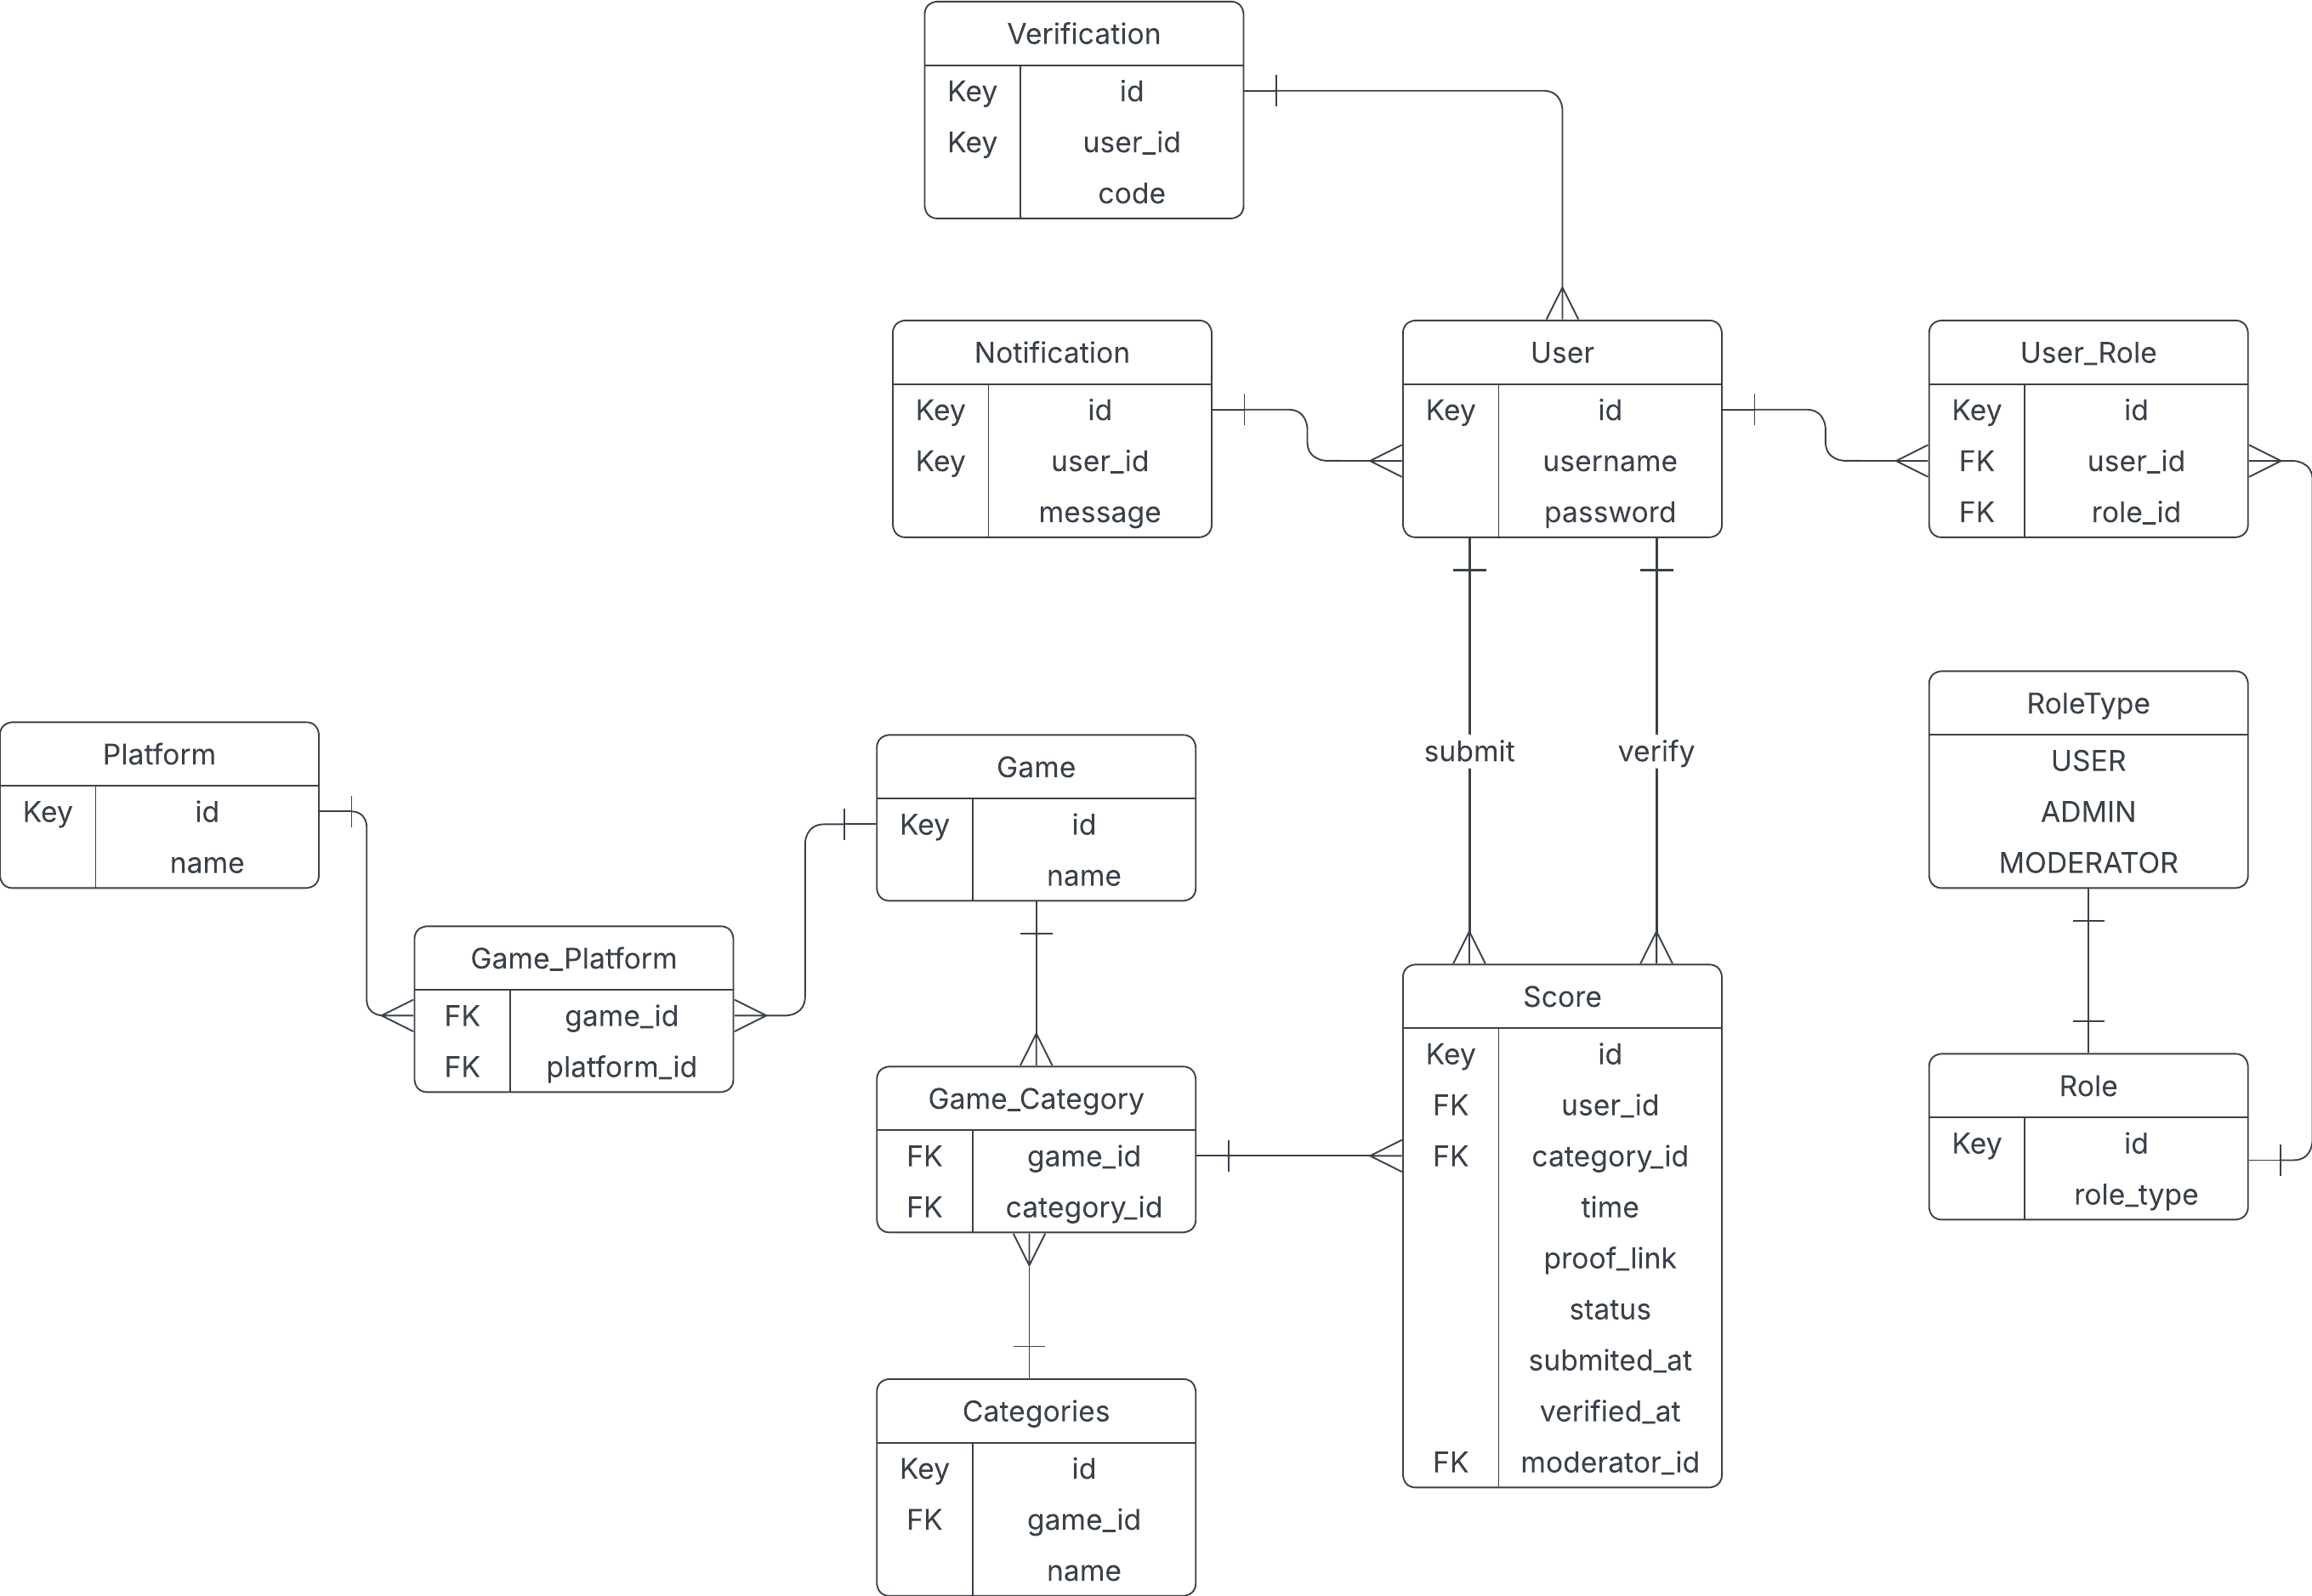 Verification
Key id
Key user_id
code
Notification
Key id
Key user_id
message
User
Key id
username
password
User_Role
Key id
FK user_id
FK role_id
submit
verify
RoleType
USER
ADMIN
MODERATOR
Platform
Key id
name
Game
Key id
name
Game_Platform
FK game_id
FK platform_id
Game_Category
FK game_id
FK category_id
Score
Key id
FK user_id
FK category_id
time
proof_link
status
submited_at
verified_at
FK moderator_id
Role
Key id
role_type
Categories
Key id
FK game_id
name